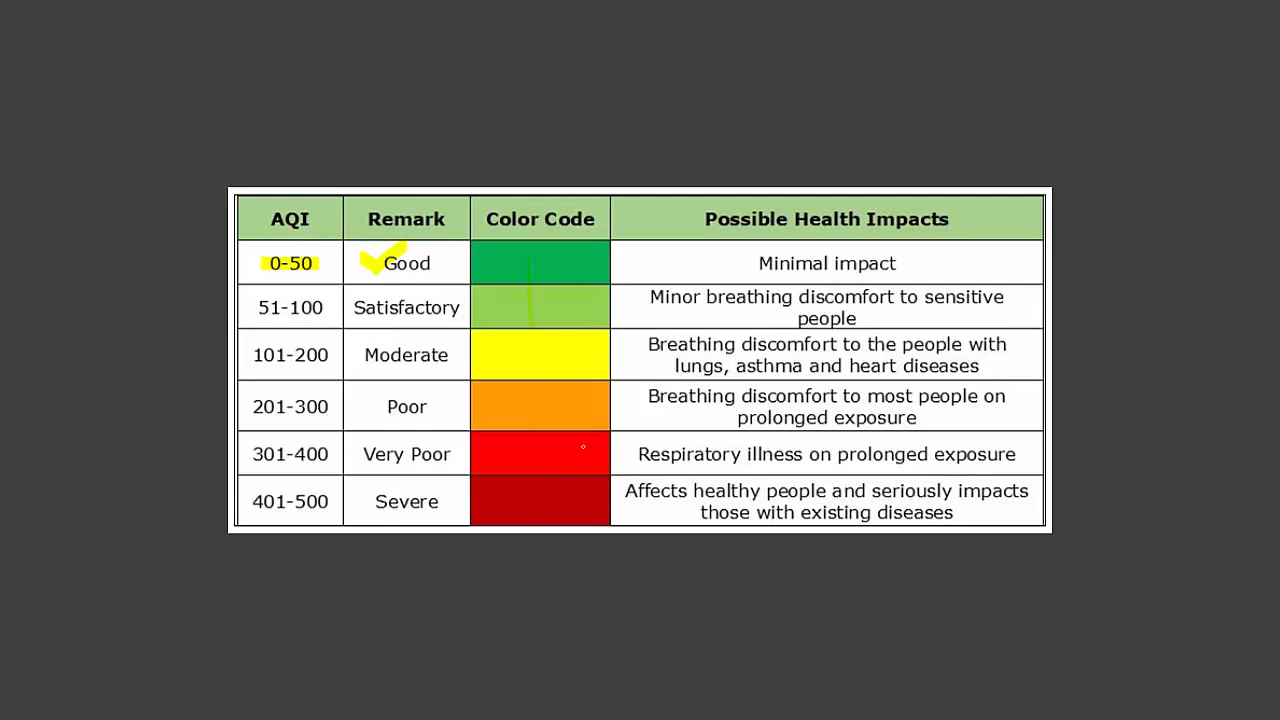 AQI Remark Color Code Possible Health Impacts
0-50 Good Minimal impact
51-100 Satisfactory Minor breathing discomfort to sensitive
people
101-200 Moderate Breathing discomfort to the people with
lungs, asthma and heart diseases
201-300 Poor Breathing discomfort to most people on
prolonged exposure
301-400 Very Poor Respiratory illness on prolonged exposure
401-500 Severe Affects healthy people and seriously impacts
those with existing diseases